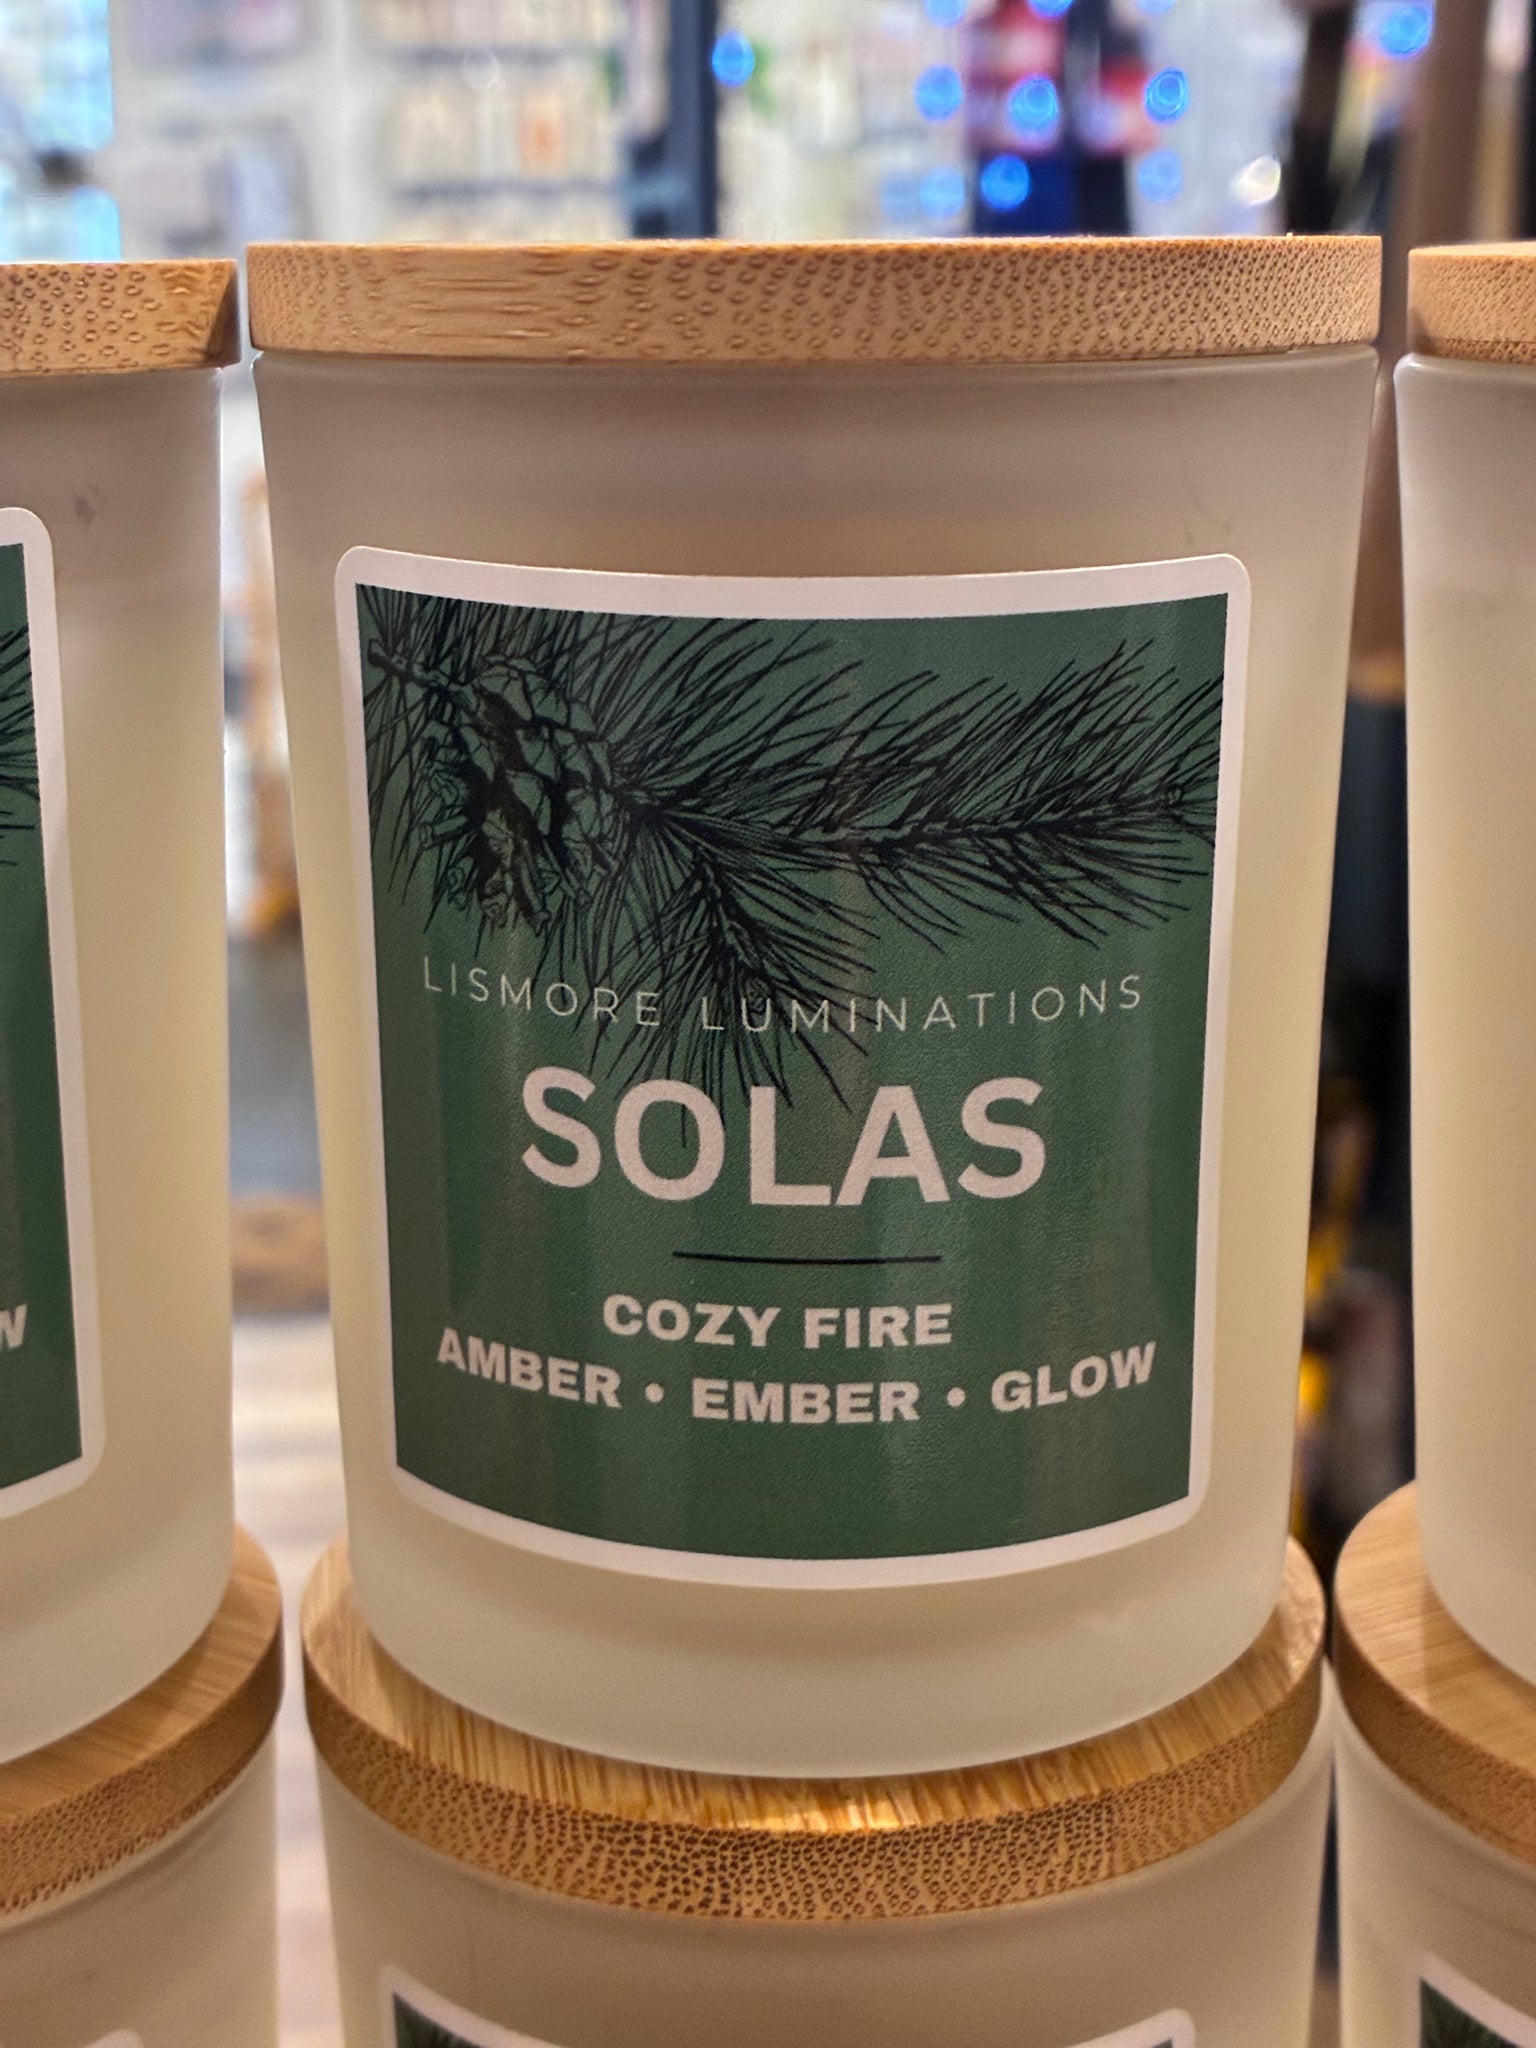 LISMORE LUMINATIONS
SOLAS
COZY FIRE
AMBER • EMBER • GLOW